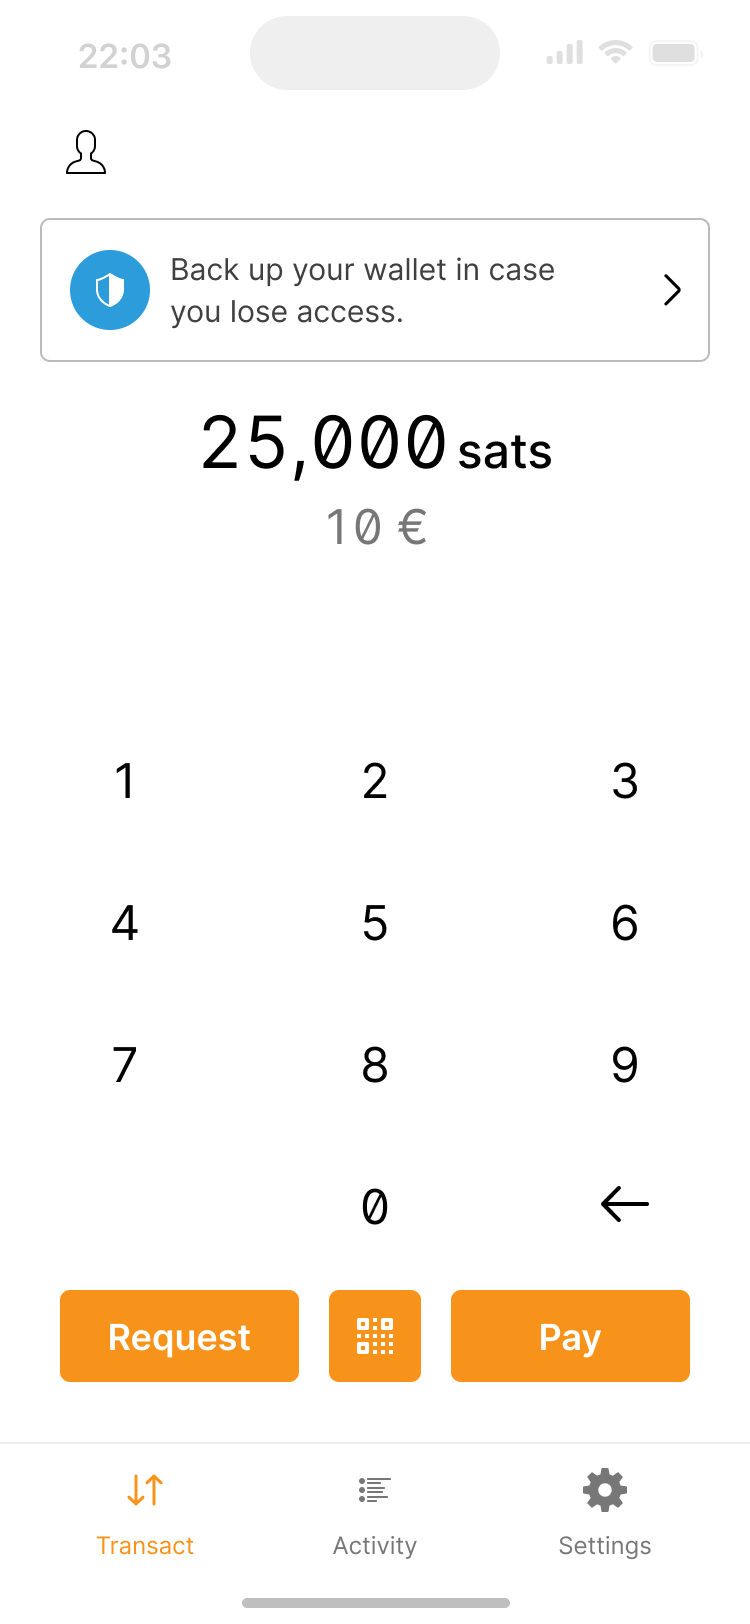 22:03
Back up your wallet in case
you lose access.
25,000 sats
10 €
1 2 3
4 5 6
7 8 9
0
Request Pay
Transact Activity Settings